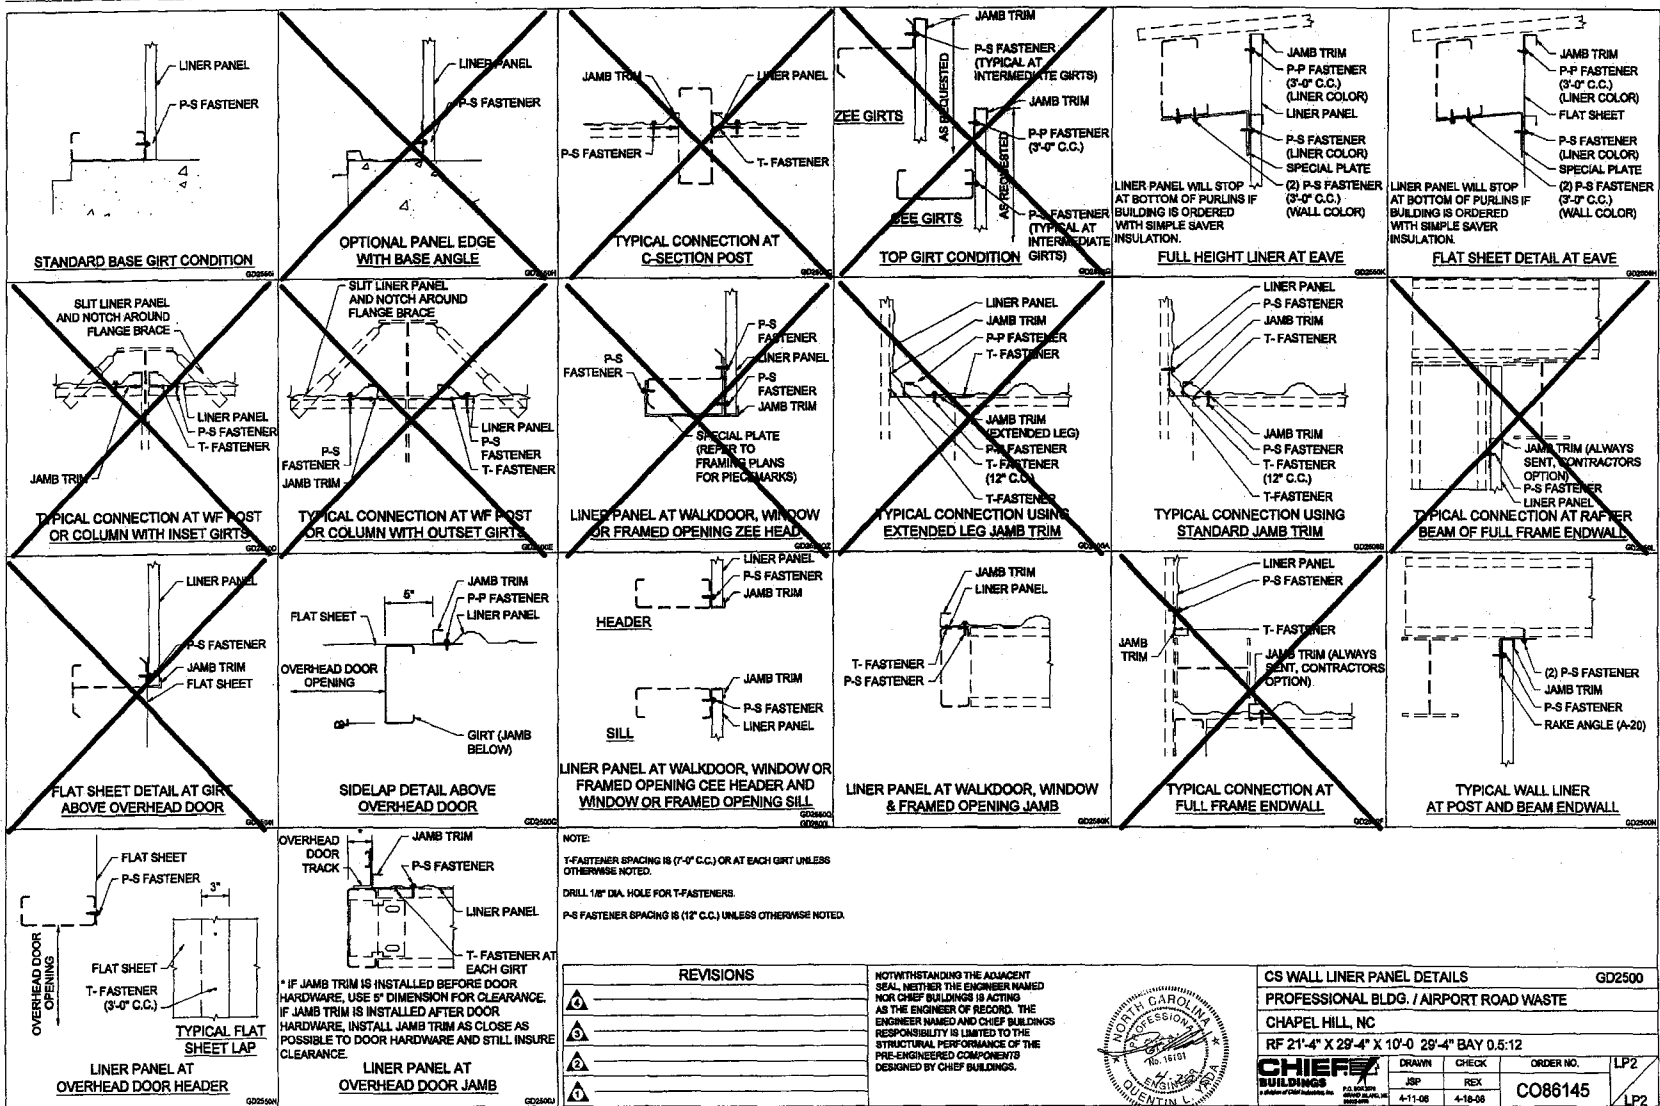 LINER PANEL
P-S FASTENER
STANDARD BASE GIRT CONDITION
LINER PANEL
P-S FASTENER
OPTIONAL PANEL EDGE
WITH BASE ANGLE
GD2500H
JAMB TRIM
LINER PANEL
P-S FASTENER
T- FASTENER
TYPICAL CONNECTION AT
C-SECTION POST
JAMB TRIM
P-S FASTENER
(TYPICAL AT
INTERMEDIATE GIRTS)
ZEE GIRTS
AS REQUESTED
JAMB TRIM
P-P FASTENER
(3'-0" C.C.)
AS REQUESTED
CEE GIRTS
P-S FASTENER
(TYPICAL AT
INTERMEDIATE
GIRTS)
TOP GIRT CONDITION
JAMB TRIM
P-P FASTENER
(3'-0" C.C.)
(LINER COLOR)
LINER PANEL
P-S FASTENER
(LINER COLOR)
SPECIAL PLATE
(2) P-S FASTENER
(3'-0" C.C.)
(WALL COLOR)
LINER PANEL WILL STOP
AT BOTTOM OF PURLINS IF
BUILDING IS ORDERED
WITH SIMPLE SAVER
INSULATION.
FULL HEIGHT LINER AT EAVE
GD2500K
JAMB TRIM
P-P FASTENER
(3'-0" C.C.)
(LINER COLOR)
FLAT SHEET
P-S FASTENER
(LINER COLOR)
SPECIAL PLATE
(2) P-S FASTENER
(3'-0" C.C.)
(WALL COLOR)
LINER PANEL WILL STOP
AT BOTTOM OF PURLINS IF
BUILDING IS ORDERED
WITH SIMPLE SAVER
INSULATION.
FLAT SHEET DETAIL AT EAVE
SLIT LINER PANEL
AND NOTCH AROUND
FLANGE BRACE
LINER PANEL
P-S FASTENER
T- FASTENER
JAMB TRIM
TYPICAL CONNECTION AT WF POST
OR COLUMN WITH INSET GIRTS
SLIT LINER PANEL
AND NOTCH AROUND
FLANGE BRACE
P-S
FASTENER
JAMB TRIM
LINER PANEL
P-S
FASTENER
T- FASTENER
TYPICAL CONNECTION AT WF POST
OR COLUMN WITH OUTSET GIRTS
P-S
FASTENER
P-S
FASTENER
LINER PANEL
P-S
FASTENER
JAMB TRIM
SPECIAL PLATE
(REFER TO
FRAMING PLANS
FOR PIECEMARKS)
LINER PANEL AT WALKDOOR, WINDOW
OR FRAMED OPENING ZEE HEAD
LINER PANEL
JAMB TRIM
P-P FASTENER
T- FASTENER
JAMB TRIM
(EXTENDED LEG)
P-P FASTENER
T- FASTENER
(12" C.C.)
T-FASTENER
TYPICAL CONNECTION USING
EXTENDED LEG JAMB TRIM
GD2500A
LINER PANEL
P-S FASTENER
JAMB TRIM
T- FASTENER
JAMB TRIM
P-S FASTENER
T- FASTENER
(12" C.C.)
T-FASTENER
TYPICAL CONNECTION USING
STANDARD JAMB TRIM
GD2500B
JAMB TRIM (ALWAYS
SENT, CONTRACTORS
OPTION)
P-S FASTENER
LINER PANEL
TYPICAL CONNECTION AT RAFTER
BEAM OF FULL FRAME ENDWALL
GD2500L
LINER PANEL
P-S FASTENER
JAMB TRIM
FLAT SHEET
FLAT SHEET DETAIL AT GIRT
ABOVE OVERHEAD DOOR
5"
JAMB TRIM
P-P FASTENER
LINER PANEL
FLAT SHEET
OVERHEAD DOOR
OPENING
GIRT (JAMB
BELOW)
SIDELAP DETAIL ABOVE
OVERHEAD DOOR
GD2500G
LINER PANEL
P-S FASTENER
JAMB TRIM
HEADER
JAMB TRIM
P-S FASTENER
LINER PANEL
SILL
LINER PANEL AT WALKDOOR, WINDOW OR
FRAMED OPENING CEE HEADER AND
WINDOW OR FRAMED OPENING SILL
JAMB TRIM
LINER PANEL
T- FASTENER
P-S FASTENER
LINER PANEL AT WALKDOOR, WINDOW
& FRAMED OPENING JAMB
GD2500K
LINER PANEL
P-S FASTENER
T- FASTENER
JAMB
TRIM
JAMB TRIM (ALWAYS
SENT, CONTRACTORS
OPTION)
TYPICAL CONNECTION AT
FULL FRAME ENDWALL
GD2500F
(2) P-S FASTENER
JAMB TRIM
P-S FASTENER
RAKE ANGLE (A-20)
TYPICAL WALL LINER
AT POST AND BEAM ENDWALL
GD2500H
FLAT SHEET
P-S FASTENER
3"
OVERHEAD DOOR
OPENING
FLAT SHEET
T- FASTENER
(3'-0" C.C.)
TYPICAL FLAT
SHEET LAP
LINER PANEL AT
OVERHEAD DOOR HEADER
OVERHEAD
DOOR
TRACK
*
JAMB TRIM
P-S FASTENER
LINER PANEL
T- FASTENER AT
EACH GIRT
* IF JAMB TRIM IS INSTALLED BEFORE DOOR
HARDWARE, USE 5" DIMENSION FOR CLEARANCE.
IF JAMB TRIM IS INSTALLED AFTER DOOR
HARDWARE, INSTALL JAMB TRIM AS CLOSE AS
POSSIBLE TO DOOR HARDWARE AND STILL INSURE
CLEARANCE.
LINER PANEL AT
OVERHEAD DOOR JAMB
GD2500J
NOTE:
T-FASTENER SPACING IS (7'-0" C.C.) OR AT EACH GIRT UNLESS
OTHERWISE NOTED.
DRILL 1/8" DIA. HOLE FOR T-FASTENERS.
P-S FASTENER SPACING IS (12" C.C.) UNLESS OTHERWISE NOTED.
REVISIONS
4
3
2
1
NOTWITHSTANDING THE ADJACENT
SEAL, NEITHER THE ENGINEER NAMED
NOR CHIEF BUILDINGS IS ACTING
AS THE ENGINEER OF RECORD. THE
ENGINEER NAMED AND CHIEF BUILDINGS
RESPONSIBILITY IS LIMITED TO THE
STRUCTURAL PERFORMANCE OF THE
PRE-ENGINEERED COMPONENTS
DESIGNED BY CHIEF BUILDINGS.
NORTH CAROLINA
PROFESSIONAL
ENGINEER
QUENTIN L.
CS WALL LINER PANEL DETAILS GD2500
PROFESSIONAL BLDG. / AIRPORT ROAD WASTE
CHAPEL HILL, NC
RF 21'-4" X 29'-4" X 10'-0 29'-4" BAY 0.5:12
CHIEF
BUILDINGS
DRAWN CHECK ORDER NO.
JSP REX CO86145
4-11-06 4-18-06
LP2
LP2